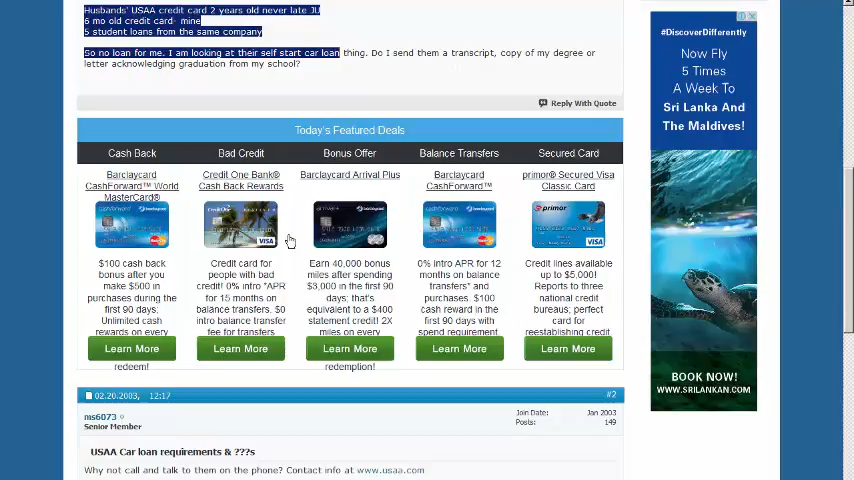 Husbands' USAA credit card 2 years old never late JU
6 mo old credit card- mine
5 student loans from the same company
So no loan for me. I am looking at their self start car loan thing. Do I send them a transcript, copy of my degree or
letter acknowledging graduation from my school?
Reply With Quote
Today's Featured Deals
Cash Back
Barclaycard
CashForward™ World
MasterCard®
$100 cash back
bonus after you
make $500 in
purchases during the
first 90 days;
Unlimited cash
rewards on every
Learn More
redeem!
Bad Credit
Credit One Bank®
Cash Back Rewards
Credit card for
people with bad
credit! 0% intro *APR
for 15 months on
balance transfers. $0
intro balance transfer
fee for transfers
Learn More
Bonus Offer
Barclaycard Arrival Plus
Earn 40,000 bonus
miles after spending
$3,000 in the first 90
days; that's
equivalent to a $400
statement credit! 2X
miles on every
Learn More
redemption!
Balance Transfers
Barclaycard
CashForward™
0% intro APR for 12
months on balance
transfers* and
purchases. $100
cash reward in the
first 90 days with
spend requirement.
Learn More
Secured Card
primor® Secured Visa
Classic Card
primor
VISA
Credit lines available
up to $5,000!
Reports to three
national credit
bureaus; perfect
card for
reestablishing credit.
Learn More
02.20.2003, 12:17
#2
ms6073
Senior Member
Join Date: Jan 2003
Posts: 149
USAA Car loan requirements & ???s
Why not call and talk to them on the phone? Contact info at www.usaa.com
#DiscoverDifferently
Now Fly
5 Times
A Week To
Sri Lanka And
The Maldives!
BOOK NOW!
WWW.SRILANKAN.COM